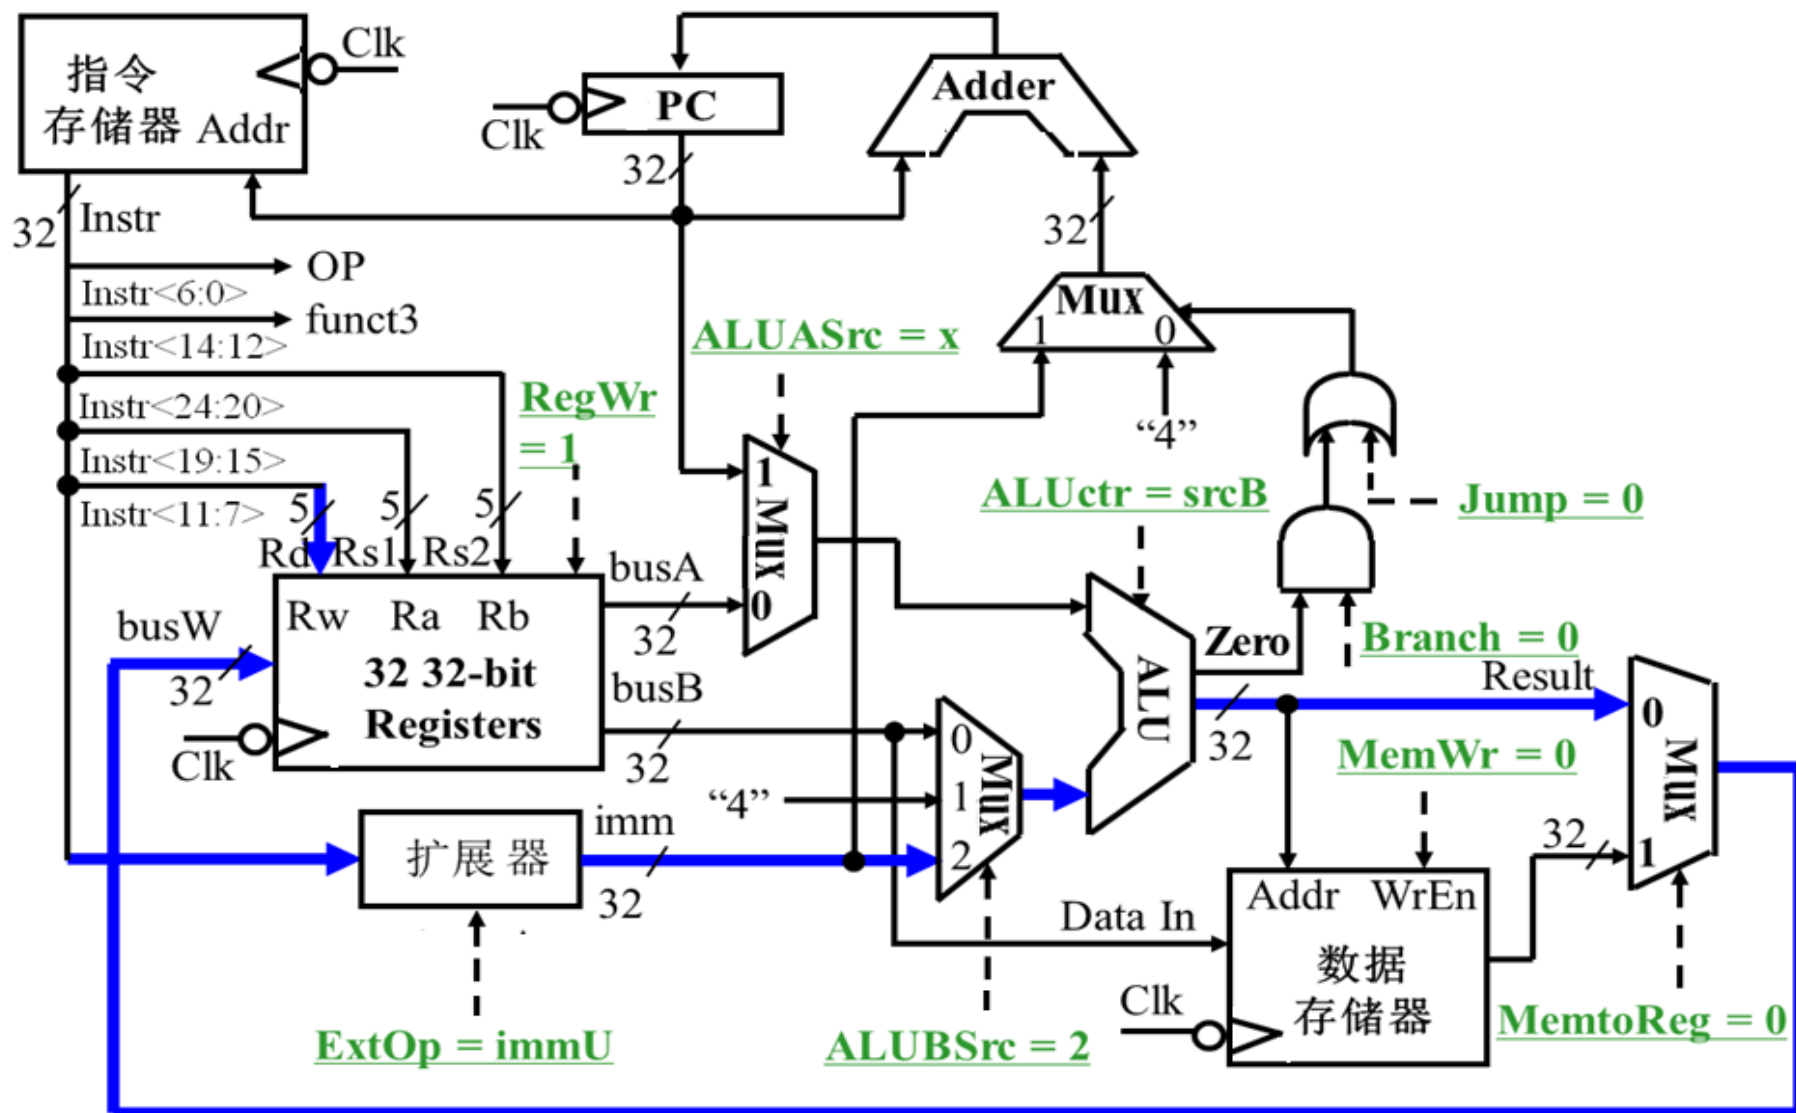 指令
存储器 Addr
Clk
Clk
PC
Adder
32
32
Instr
32
OP
Instr<6:0>
funct3
Instr<14:12>
Mux
1
0
ALUASrc = x
Instr<24:20>
RegWr
= 1
“4”
Instr<19:15>
1
Mux
0
ALUctr = srcB
Jump = 0
Instr<11:7>
5
5
5
Rd
Rs1
Rs2
busA
32
busW
32
Rw
Ra
Rb
32 32-bit
Registers
Clk
busB
32
Zero
Branch = 0
ALU
Result
32
0
Mux
1
MemWr = 0
0
1
2
Mux
“4”
imm
扩展器
32
32
Data In
Addr
WrEn
数据
存储器
Clk
ExtOp = immU
ALUBSrc = 2
MemtoReg = 0